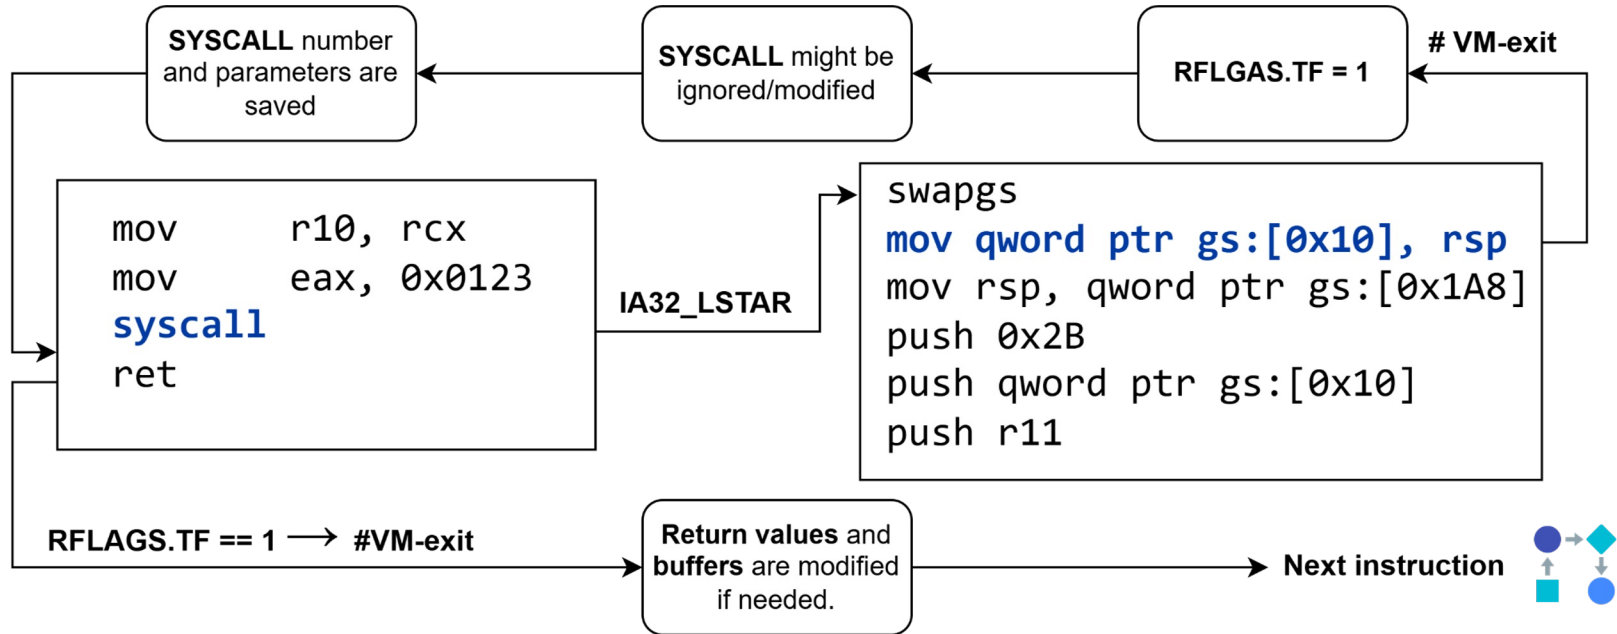 SYSCALL number
and parameters are
saved
SYSCALL might be
ignored/modified
RFLGAS.TF = 1
# VM-exit
mov r10, rcx
mov eax, 0x0123
syscall
ret
IA32_LSTAR
swapgs
mov qword ptr gs:[0x10], rsp
mov rsp, qword ptr gs:[0x1A8]
push 0x2B
push qword ptr gs:[0x10]
push r11
RFLAGS.TF == 1 → #VM-exit
Return values and
buffers are modified
if needed.
Next instruction